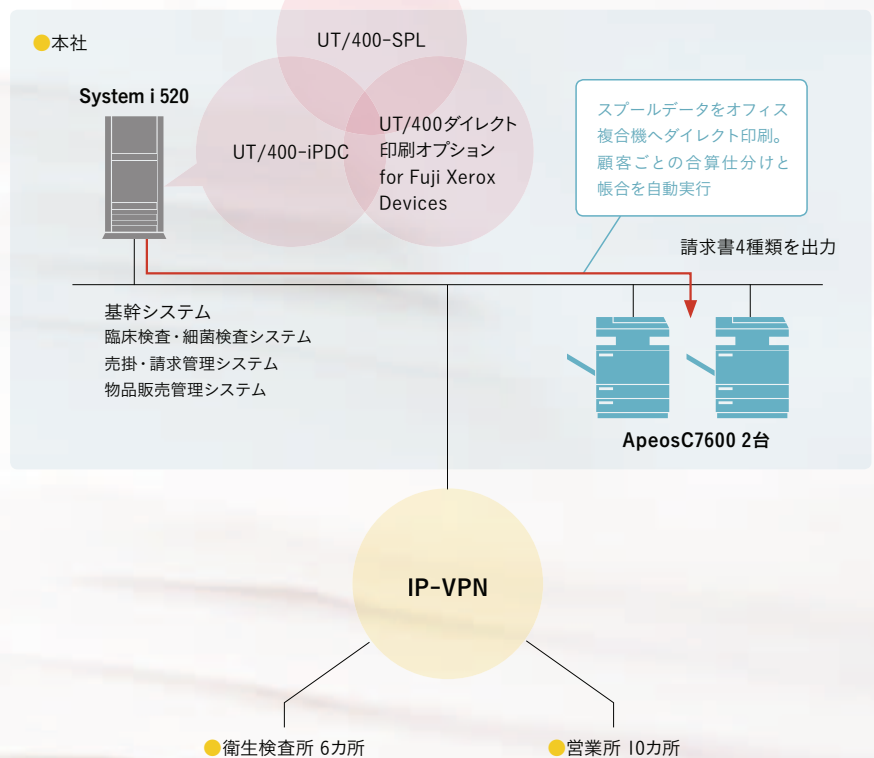 ●本社
UT/400-SPL
System i 520
UT/400-iPDC
UT/400ダイレクト
印刷オプション
for Fuji Xerox
Devices
スプールデータをオフィス
複合機へダイレクト印刷。
顧客ごとの合算仕分けと
帳合を自動実行
請求書4種類を出力
基幹システム
臨床検査・細菌検査システム
売掛・請求管理システム
物品販売管理システム
ApeosC7600 2台
IP-VPN
●衛生検査所 6カ所
●営業所 10カ所